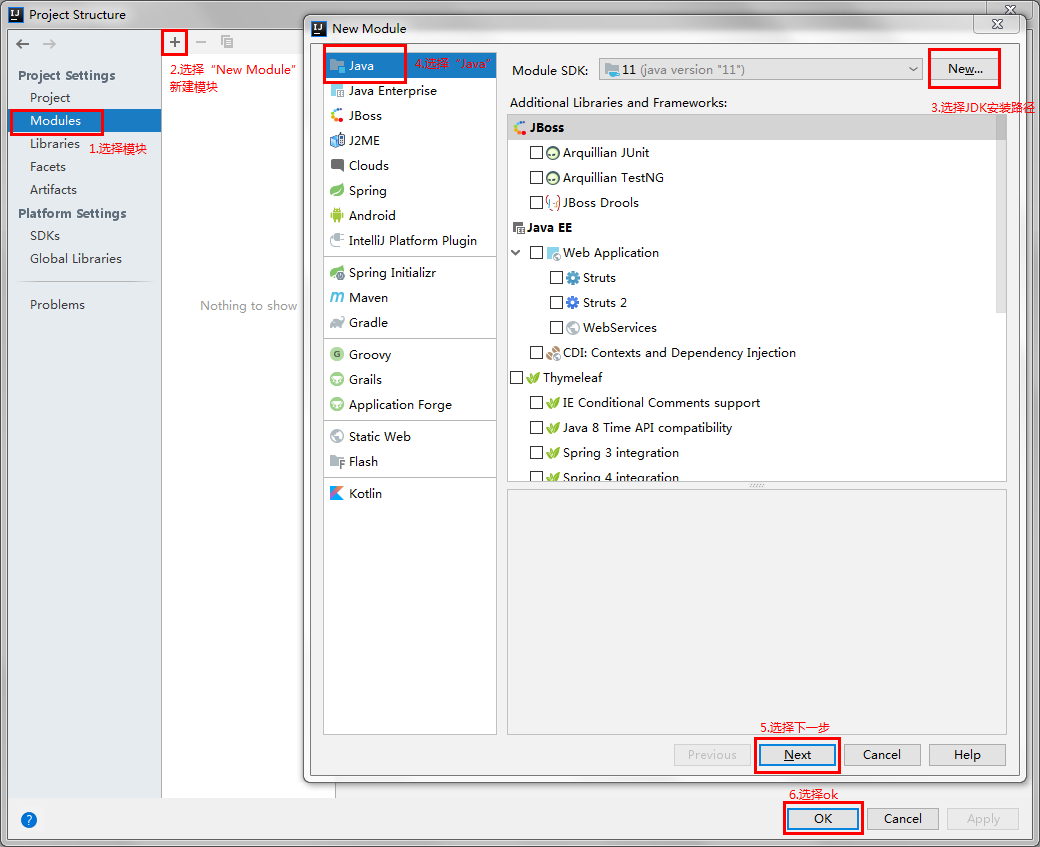 Project Structure
Project Settings
Project
Modules
1.选择模块
Libraries
Facets
Artifacts
Platform Settings
SDKs
Global Libraries
Problems
2.选择“New Module”
新建模块
Nothing to show
New Module
Java
4.选择“Java”
Java Enterprise
JBoss
J2ME
Clouds
Spring
Android
IntelliJ Platform Plugin
Spring Initializr
Maven
Gradle
Groovy
Grails
Application Forge
Static Web
Flash
Kotlin
Module SDK:
11 (java version "11")
New...
3.选择JDK安装路径
Additional Libraries and Frameworks:
JBoss
Arquillian JUnit
Arquillian TestNG
JBoss Drools
Java EE
Web Application
Struts
Struts 2
WebServices
CDI: Contexts and Dependency Injection
Thymeleaf
IE Conditional Comments support
Java 8 Time API compatibility
Spring 3 integration
Spring 4 integration
5.选择下一步
Previous
Next
Cancel
Help
6.选择ok
?
OK
Cancel
Apply